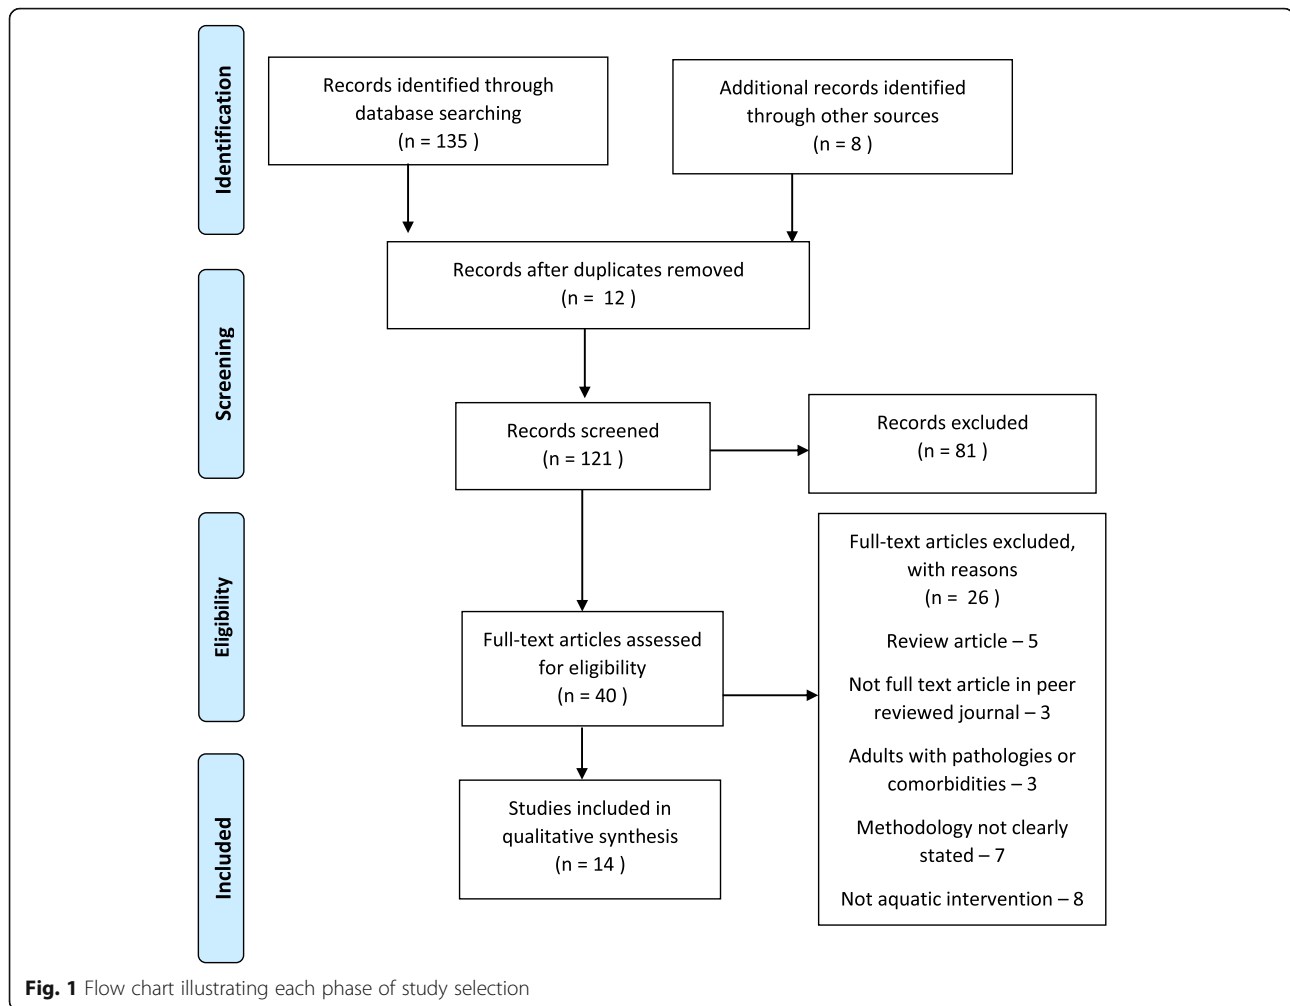 Identification
Records identified through
database searching
(n = 135 )
Additional records identified
through other sources
(n = 8 )
Records after duplicates removed
(n =  12 )
Screening
Records screened
(n = 121 )
Records excluded
(n = 81 )
Eligibility
Full-text articles assessed
for eligibility
(n = 40 )
Full-text articles excluded,
with reasons
(n =  26 )
Review article – 5
Not full text article in peer
reviewed journal – 3
Adults with pathologies or
comorbidities – 3
Methodology not clearly
stated – 7
Not aquatic intervention – 8
Included
Studies included in
qualitative synthesis
(n = 14 )
Fig. 1 Flow chart illustrating each phase of study selection